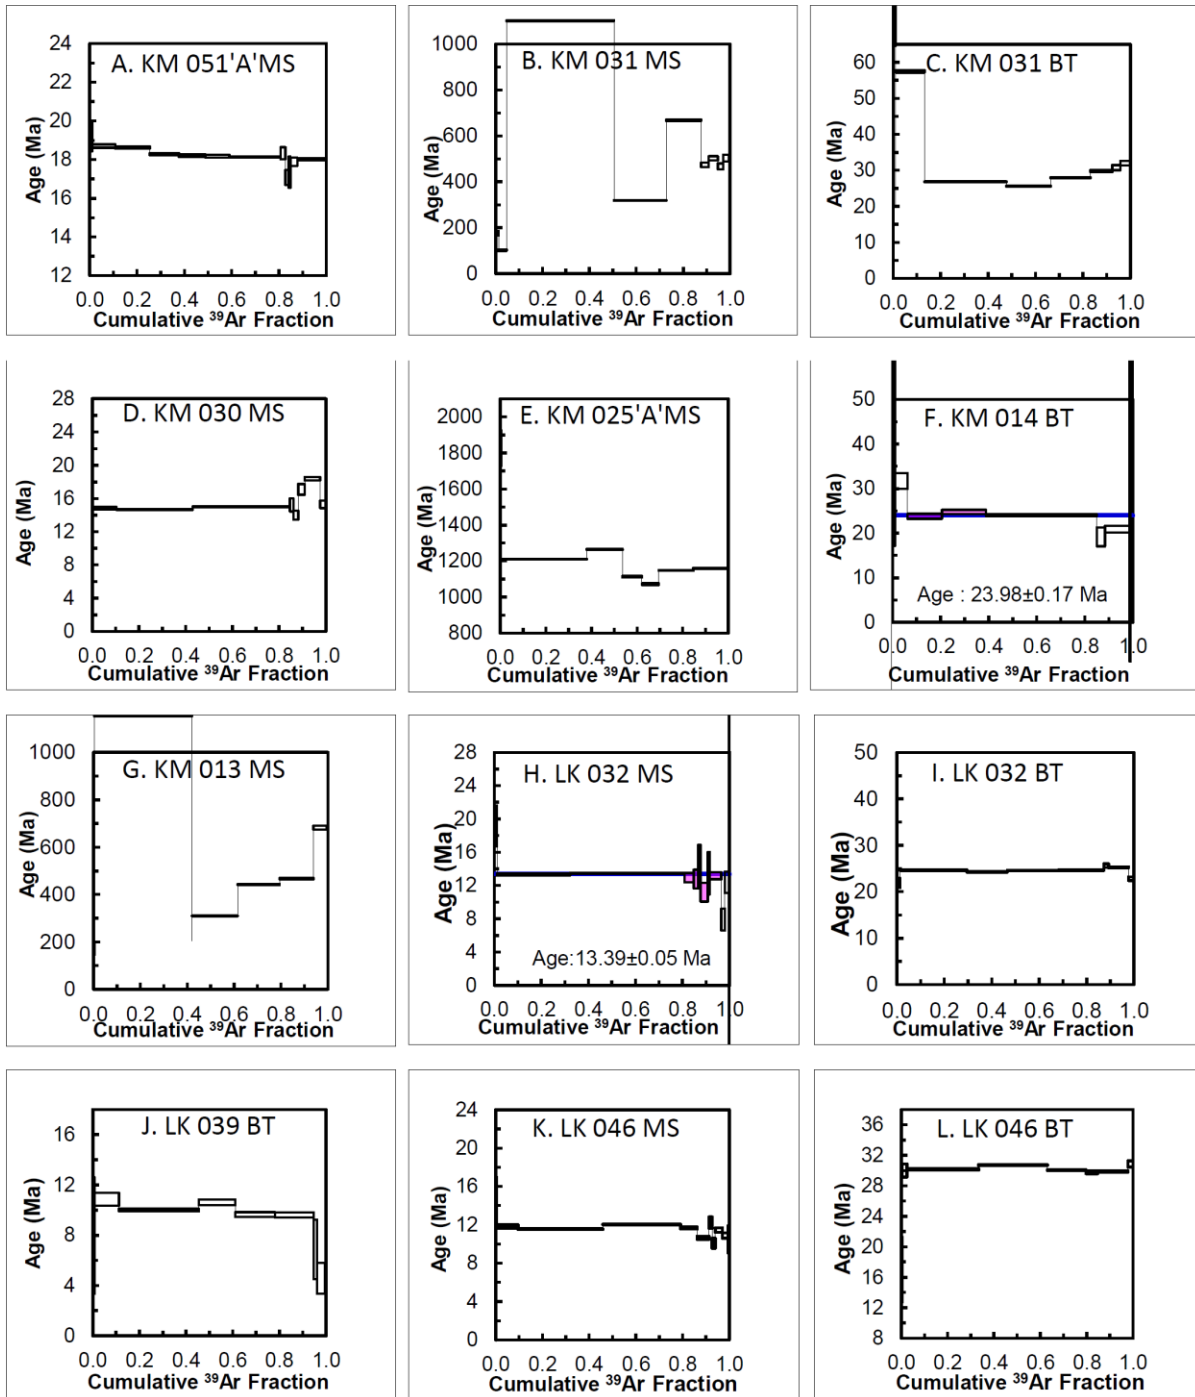 A. KM 051'A'MS
Age (Ma)
24
22
20
18
16
14
12
0.0 0.2 0.4 0.6 0.8 1.0
Cumulative ³⁹Ar Fraction
B. KM 031 MS
Age (Ma)
1000
800
600
400
200
0
0.0 0.2 0.4 0.6 0.8 1.0
Cumulative ³⁹Ar Fraction
C. KM 031 BT
Age (Ma)
60
50
40
30
20
10
0
0.0 0.2 0.4 0.6 0.8 1.0
Cumulative ³⁹Ar Fraction
D. KM 030 MS
Age (Ma)
28
24
20
16
12
8
4
0
0.0 0.2 0.4 0.6 0.8 1.0
Cumulative ³⁹Ar Fraction
E. KM 025'A'MS
Age (Ma)
2000
1800
1600
1400
1200
1000
800
0.0 0.2 0.4 0.6 0.8 1.0
Cumulative ³⁹Ar Fraction
F. KM 014 BT
Age (Ma)
50
40
30
20
10
0
Age : 23.98±0.17 Ma
0.0 0.2 0.4 0.6 0.8 1.0
Cumulative ³⁹Ar Fraction
G. KM 013 MS
Age (Ma)
1000
800
600
400
200
0
0.0 0.2 0.4 0.6 0.8 1.0
Cumulative ³⁹Ar Fraction
H. LK 032 MS
Age (Ma)
28
24
20
16
12
8
4
0
Age:13.39±0.05 Ma
0.0 0.2 0.4 0.6 0.8 1.0
Cumulative ³⁹Ar Fraction
I. LK 032 BT
Age (Ma)
50
40
30
20
10
0
0.0 0.2 0.4 0.6 0.8 1.0
Cumulative ³⁹Ar Fraction
J. LK 039 BT
Age (Ma)
16
12
8
4
0
0.0 0.2 0.4 0.6 0.8 1.0
Cumulative ³⁹Ar Fraction
K. LK 046 MS
Age (Ma)
24
20
16
12
8
4
0
0.0 0.2 0.4 0.6 0.8 1.0
Cumulative ³⁹Ar Fraction
L. LK 046 BT
Age (Ma)
36
32
28
24
20
16
12
8
0.0 0.2 0.4 0.6 0.8 1.0
Cumulative ³⁹Ar Fraction